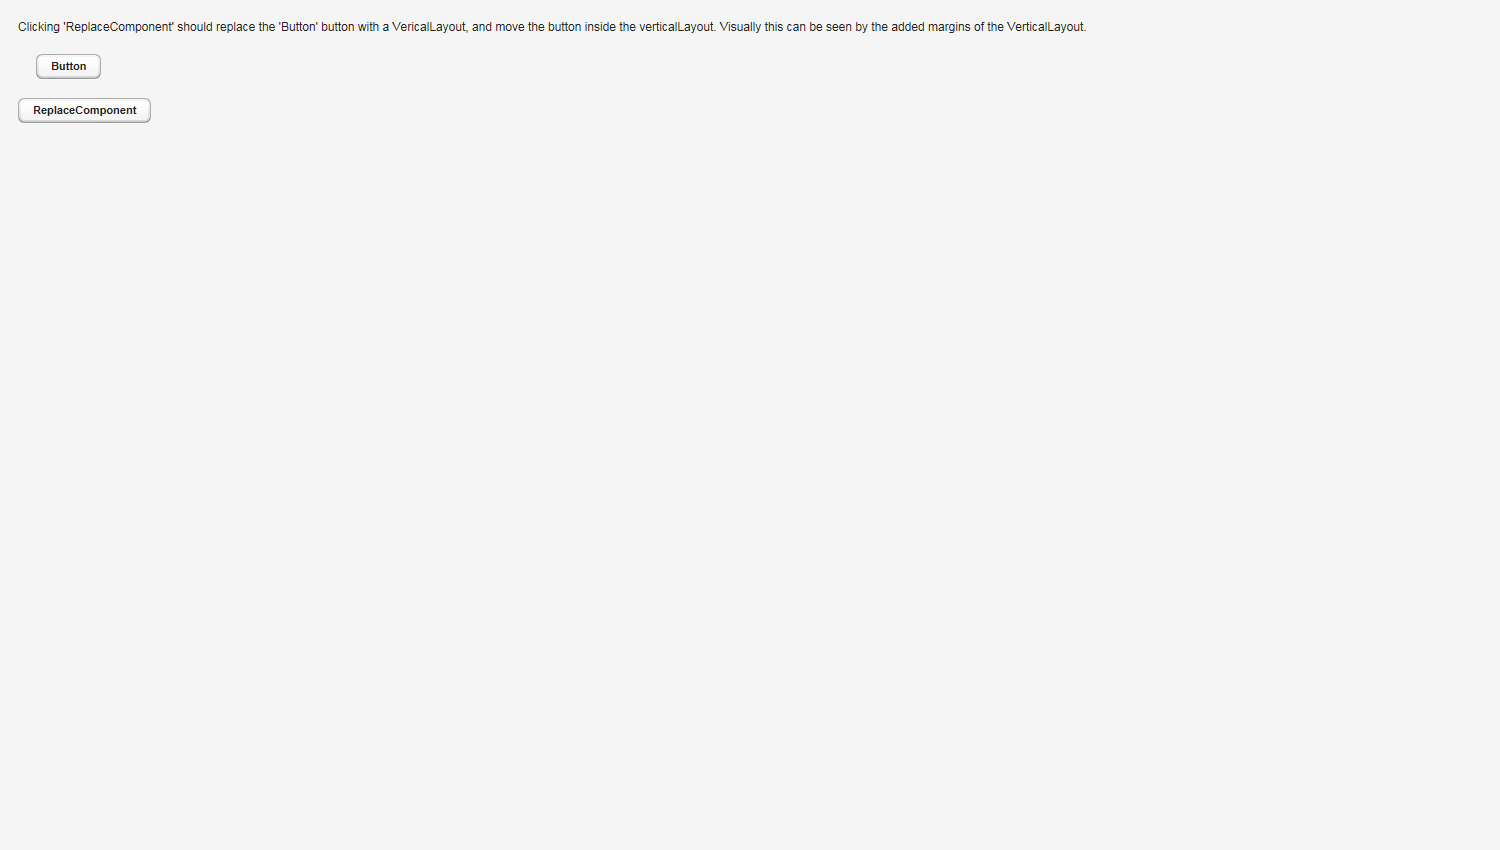 Clicking 'ReplaceComponent' should replace the 'Button' button with a VericalLayout, and move the button inside the verticalLayout. Visually this can be seen by the added margins of the VerticalLayout.
Button
ReplaceComponent